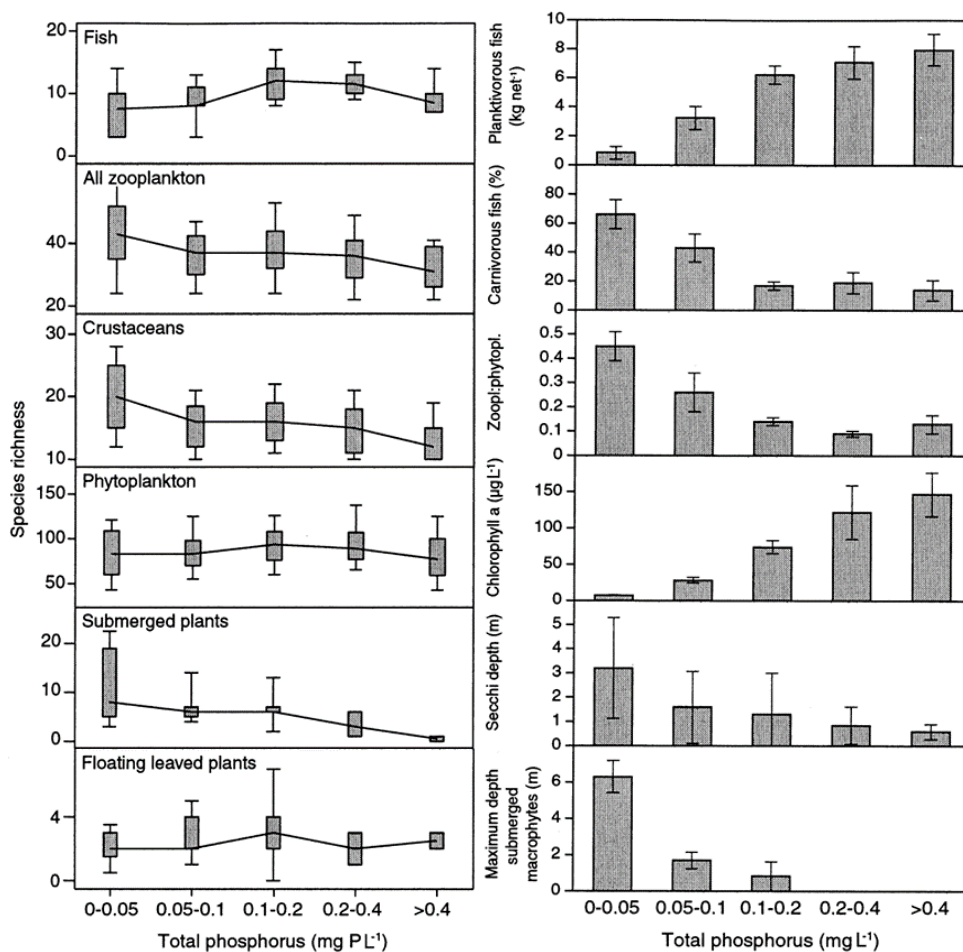 Species richness
Fish
20
10
0
All zooplankton
40
20
Crustaceans
30
20
10
Phytoplankton
150
100
50
Submerged plants
20
10
0
Floating leaved plants
4
0
0-0.05 0.05-0.1 0.1-0.2 0.2-0.4 >0.4
Total phosphorus (mg P L⁻¹)
Planktivorous fish
(kg net⁻¹)
10
8
6
4
2
0
Carnivorous fish (%)
80
60
40
20
0
Zoopl:phytopl.
0.5
0.4
0.3
0.2
0.1
0
Chlorophyll a (µg L⁻¹)
150
100
50
0
Secchi depth (m)
5
4
3
2
1
0
Maximum depth
submerged
macrophytes (m)
6
4
2
0
0-0.05 0.05-0.1 0.1-0.2 0.2-0.4 >0.4
Total phosphorus (mg P L⁻¹)